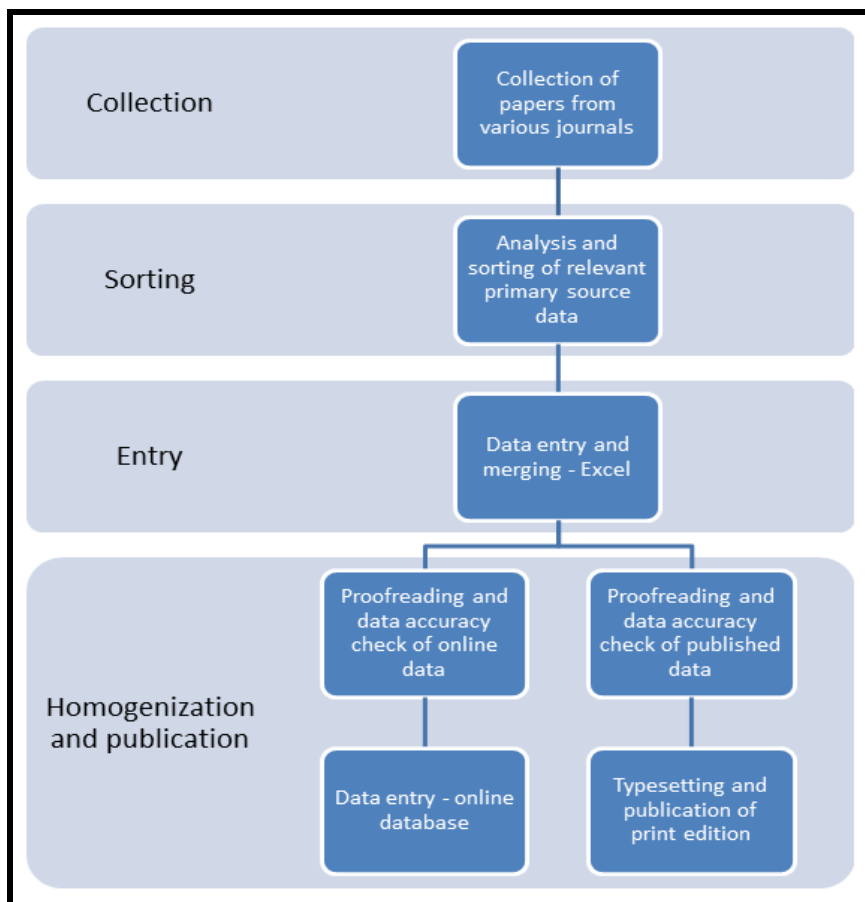 Collection
Collection of
papers from
various journals
Sorting
Analysis and
sorting of relevant
primary source
data
Entry
Data entry and
merging - Excel
Homogenization
and publication
Proofreading and
data accuracy
check of online
data
Proofreading and
data accuracy
check of published
data
Data entry - online
database
Typesetting and
publication of
print edition